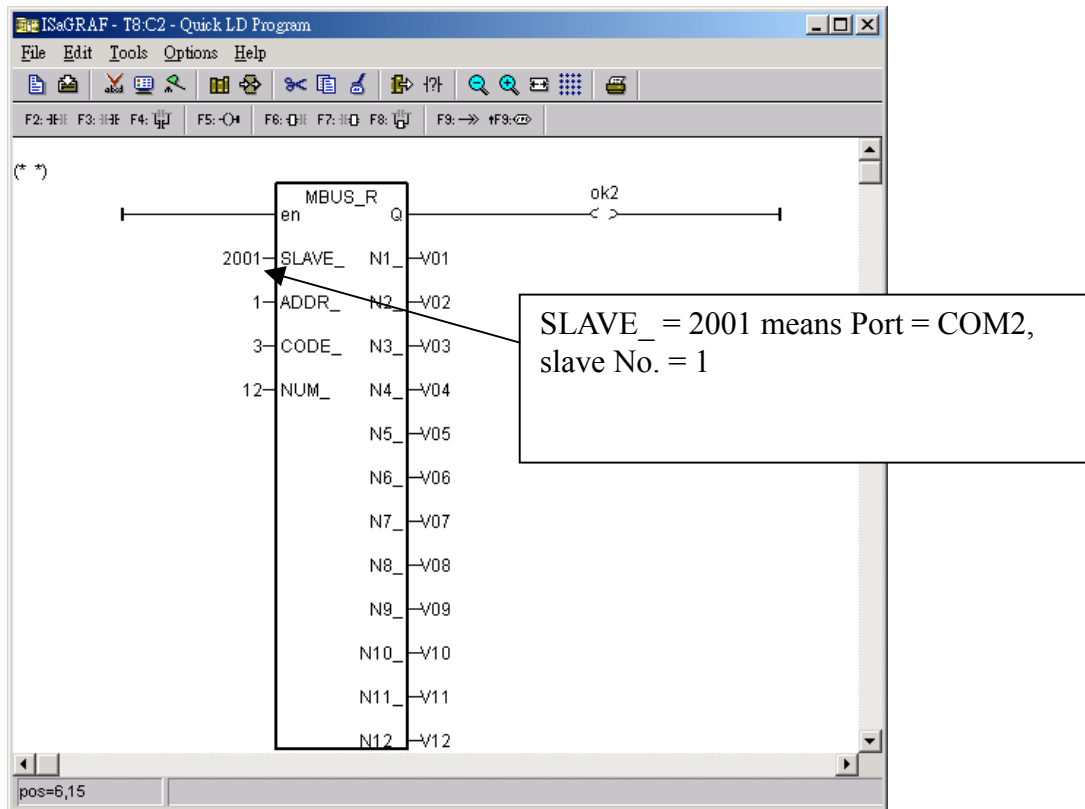 ISaGRAF - T8:C2 - Quick LD Program
File Edit Tools Options Help
F2: F3: F4: F5: F6: F7: F8: F9: F9:
(* *)
MBUS_R
ok2
en Q
2001 SLAVE_ N1_ V01
1 ADDR_ N2_ V02
3 CODE_ N3_ V03
12 NUM_ N4_ V04
N5_ V05
N6_ V06
N7_ V07
N8_ V08
N9_ V09
N10_ V10
N11_ V11
N12 V12
SLAVE_ = 2001 means Port = COM2,
slave No. = 1
pos=6,15